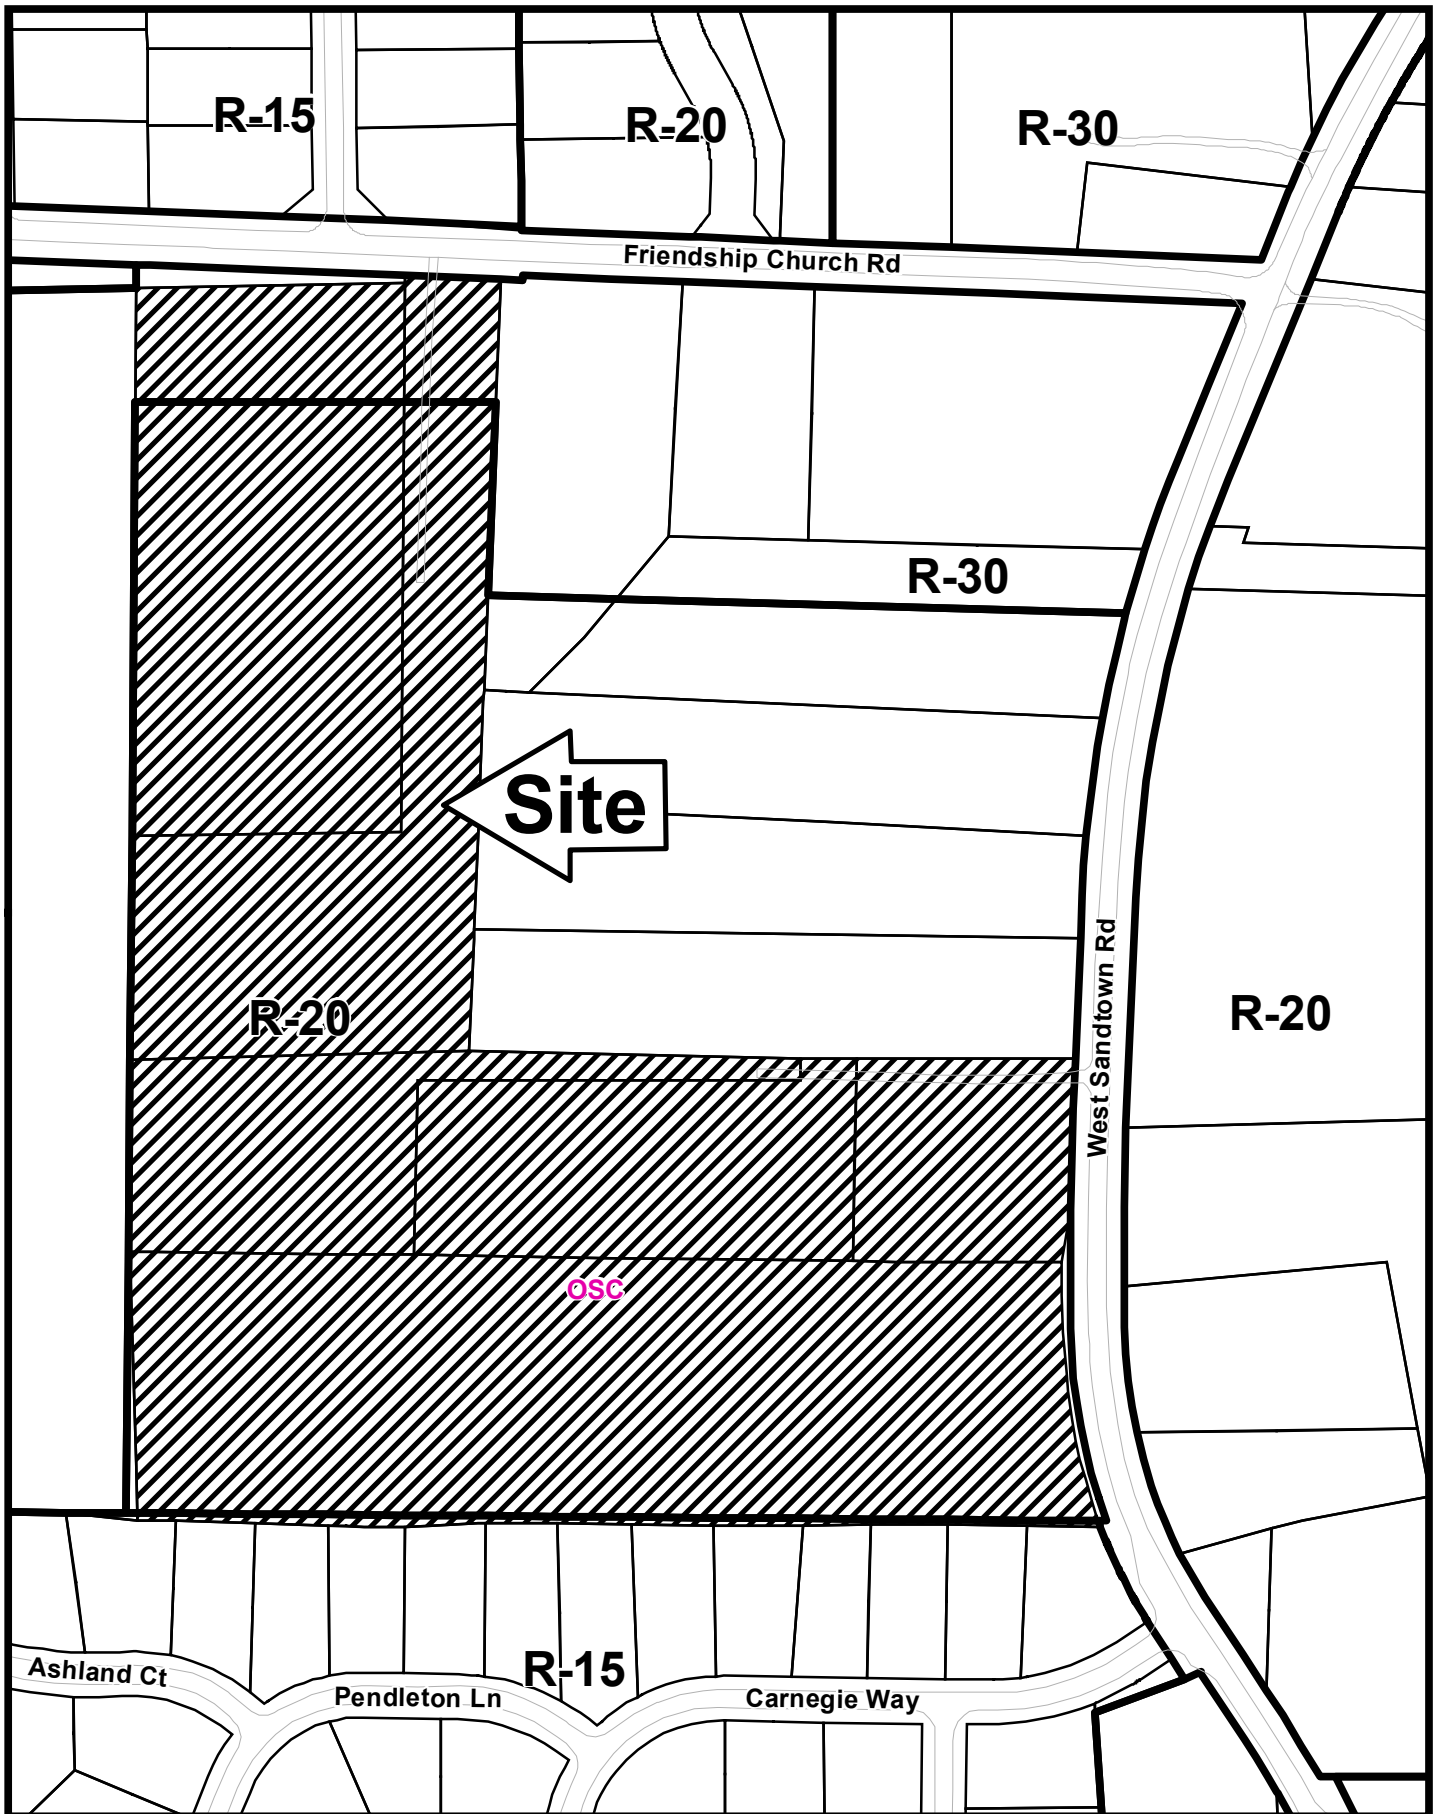 R-15
R-20
R-30
Friendship Church Rd
R-30
Site
R-20
West Sandtown Rd
R-20
OSC
R-15
Ashland Ct
Pendleton Ln
Carnegie Way